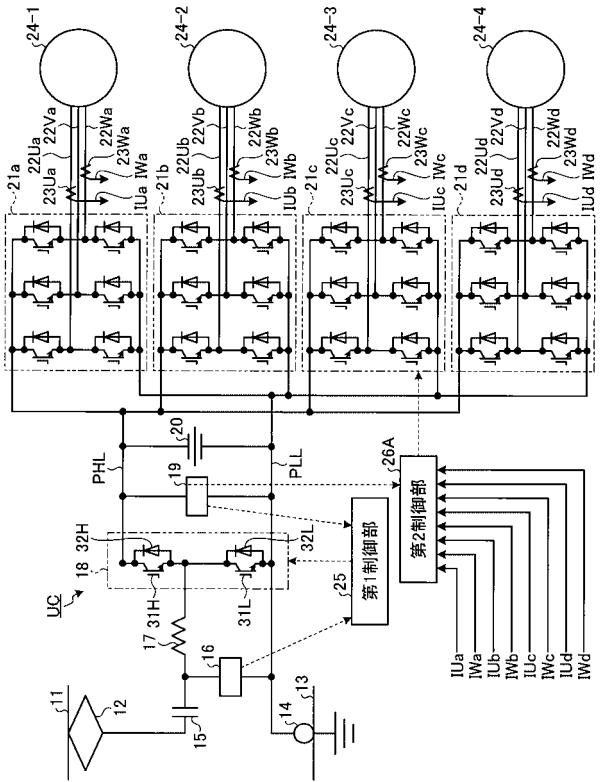 24-1
24-2
24-3
24-4
21a
22Ua
22Va
22Wa
23Ua
23Wa
IUa
IWa
21b
22Ub
22Vb
22Wb
23Ub
23Wb
IUb
IWb
21c
22Uc
22Vc
22Wc
23Uc
23Wc
IUc
IWc
21d
22Ud
22Vd
22Wd
23Ud
23Wd
IUd
IWd
PHL
20
19
PLL
26A
第2制御部
32H
18
32L
UC
31H
31L
25
第1制御部
17
16
11
12
15
14
13
IUa
IWa
IUb
IWb
IUc
IWc
IUd
IWd